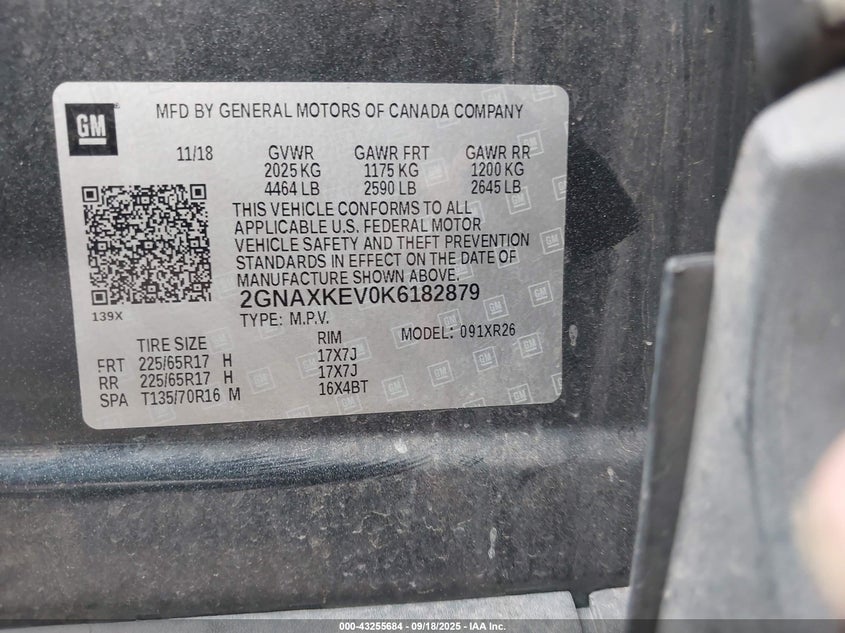 GM
MFD BY GENERAL MOTORS OF CANADA COMPANY
11/18 GVWR GAWR FRT GAWR RR
2025 KG 1175 KG 1200 KG
4464 LB 2590 LB 2645 LB
THIS VEHICLE CONFORMS TO ALL
APPLICABLE U.S. FEDERAL MOTOR
VEHICLE SAFETY AND THEFT PREVENTION
STANDARDS IN EFFECT ON THE DATE OF
MANUFACTURE SHOWN ABOVE.
2GNAXKEV0K6182879
139X
TYPE: M.P.V. MODEL: 091XR26
TIRE SIZE RIM
FRT 225/65R17 H 17X7J
RR 225/65R17 H 17X7J
SPA T135/70R16 M 16X4BT
000-43255684 - 09/18/2025 - IAA Inc.